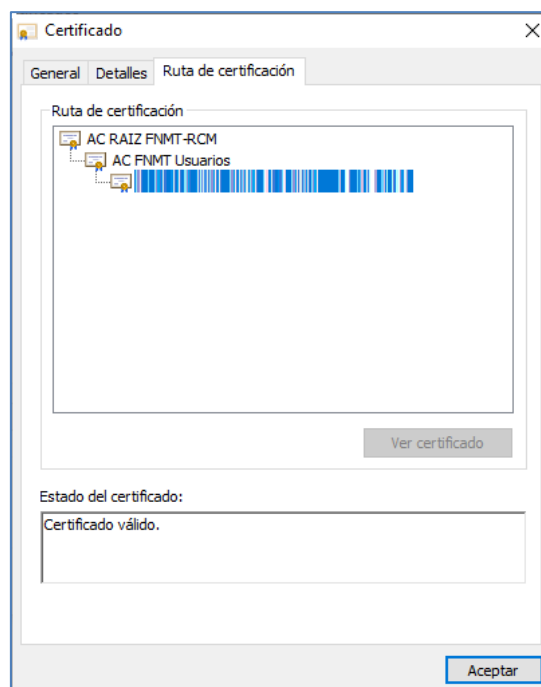 Certificado
General Detalles Ruta de certificación
Ruta de certificación
AC RAIZ FNMT-RCM
AC FNMT Usuarios
Ver certificado
Estado del certificado:
Certificado válido.
Aceptar